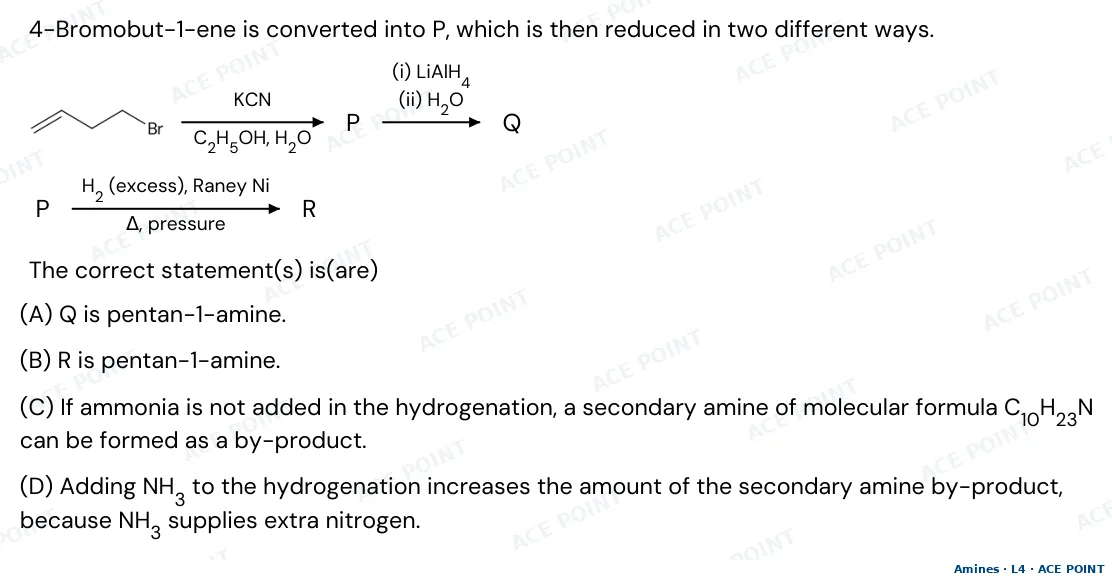 4-Bromobut-1-ene is converted into P, which is then reduced in two different ways.
Br
KCN
C₂H₅OH, H₂O
P
(i) LiAlH₄
(ii) H₂O
Q
P
H₂ (excess), Raney Ni
Δ, pressure
R
The correct statement(s) is(are)
(A) Q is pentan-1-amine.
(B) R is pentan-1-amine.
(C) If ammonia is not added in the hydrogenation, a secondary amine of molecular formula C₁₀H₂₃N
can be formed as a by-product.
(D) Adding NH₃ to the hydrogenation increases the amount of the secondary amine by-product,
because NH₃ supplies extra nitrogen.
Amines · L4 · ACE POINT